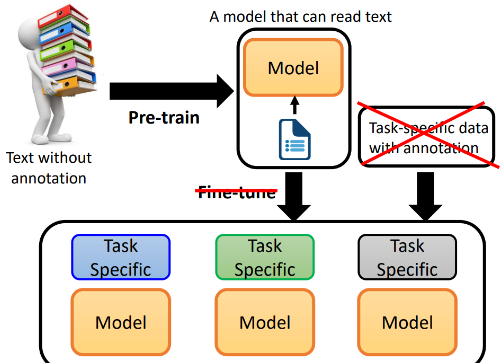 A model that can read text
Model
Pre-train
Text without
annotation
Task-specific data
with annotation
Fine-tune
Task
Specific
Task
Specific
Task
Specific
Model
Model
Model